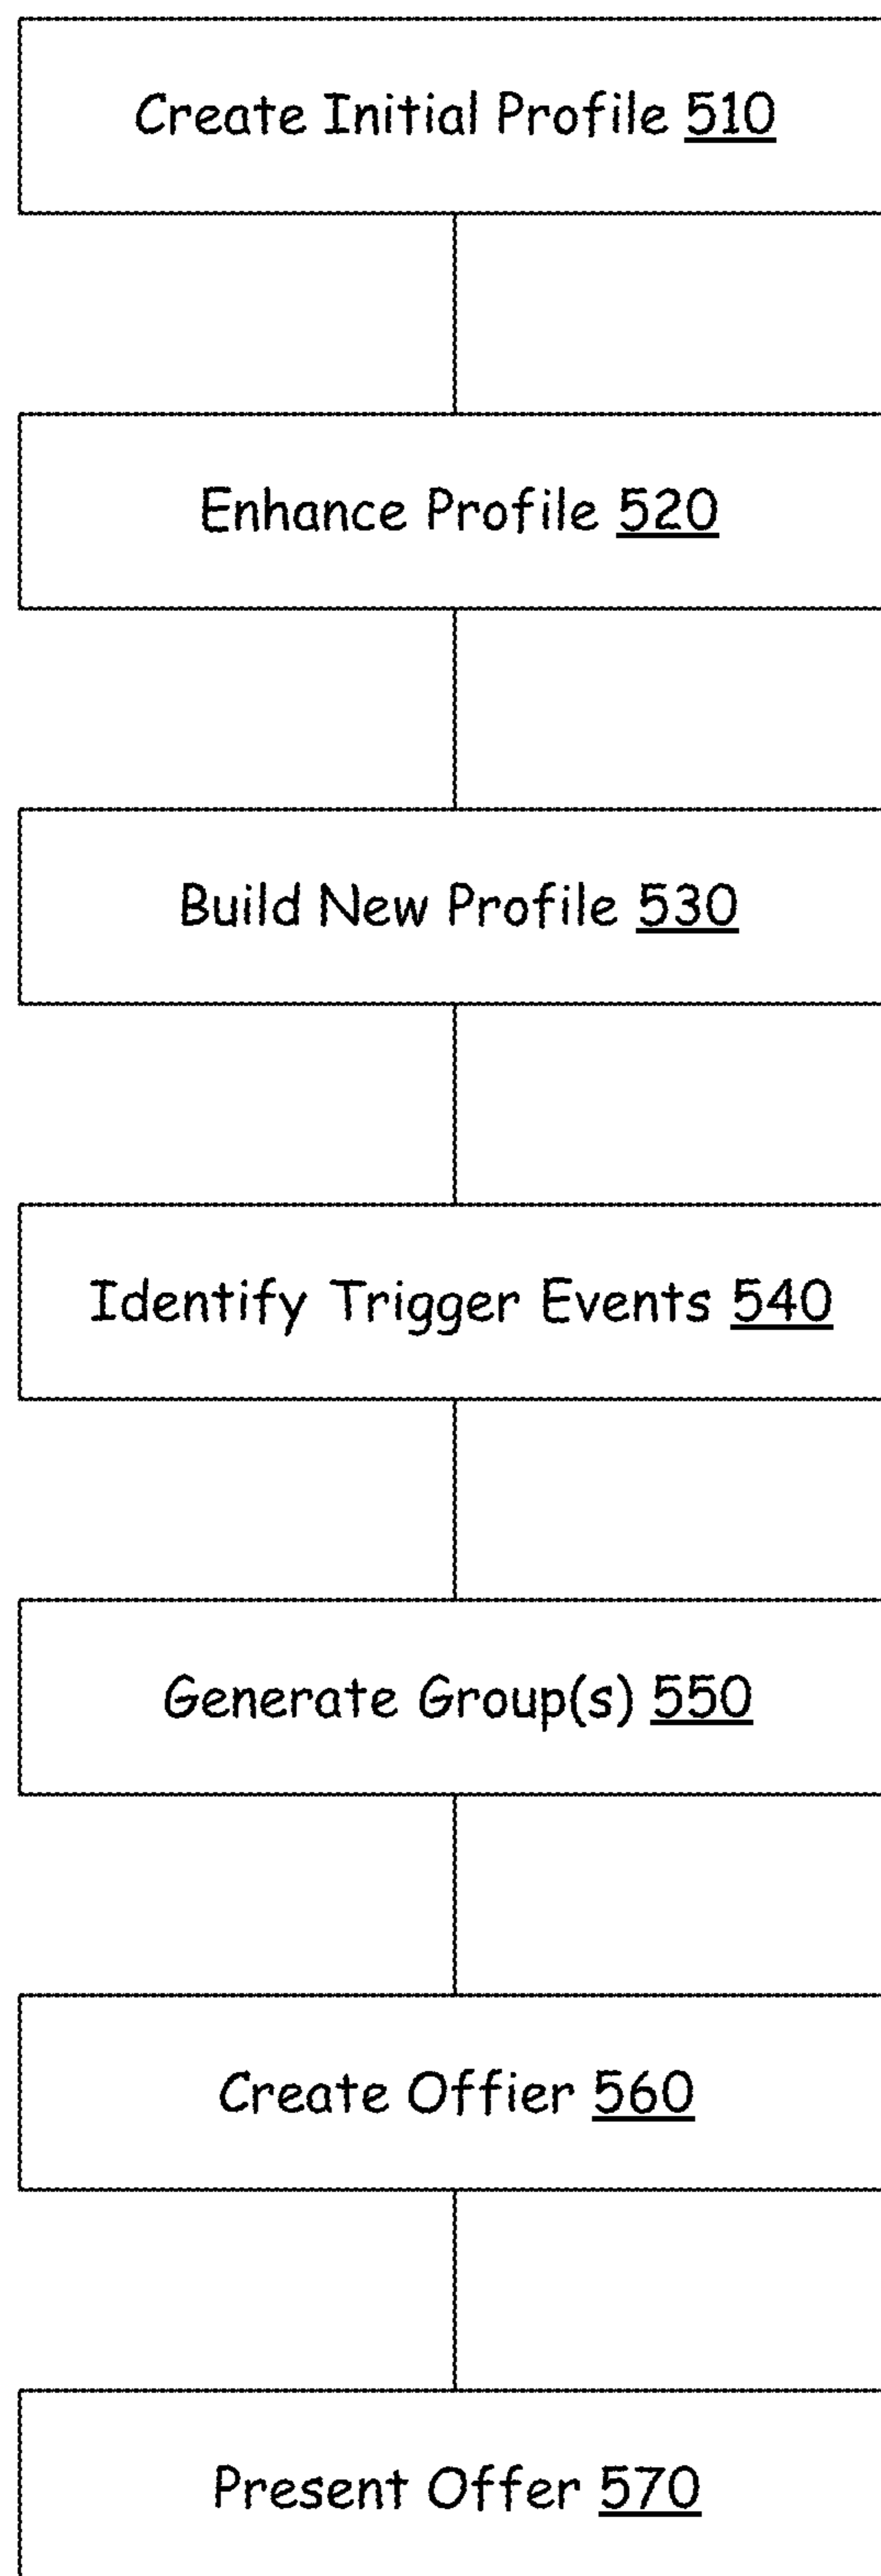 Create Initial Profile 510
Enhance Profile 520
Build New Profile 530
Identify Trigger Events 540
Generate Group(s) 550
Create Offier 560
Present Offer 570